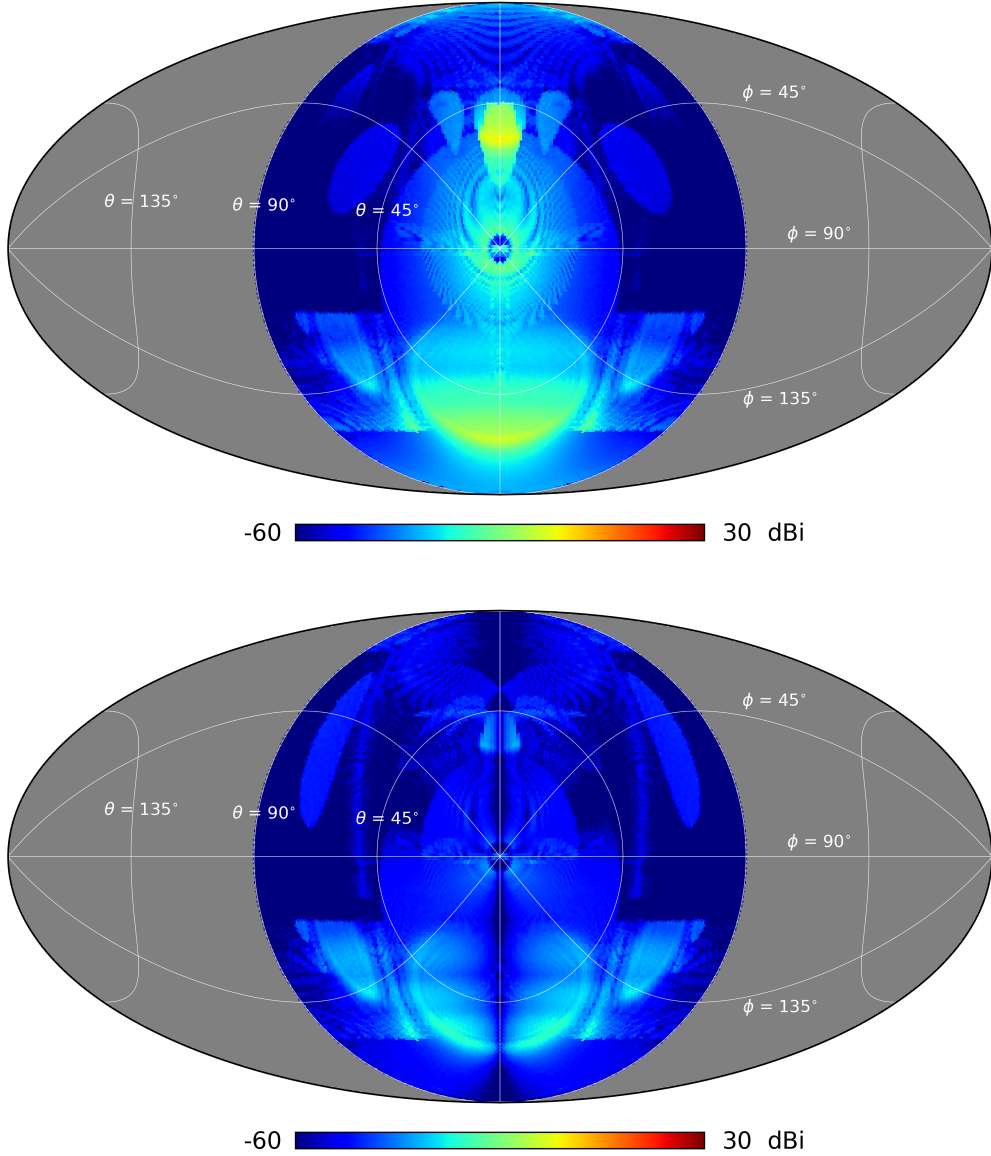 ϕ = 45°
θ = 135°
θ = 90°
θ = 45°
ϕ = 90°
ϕ = 135°
-60
30 dBi
ϕ = 45°
θ = 135°
θ = 90°
θ = 45°
ϕ = 90°
ϕ = 135°
-60
30 dBi